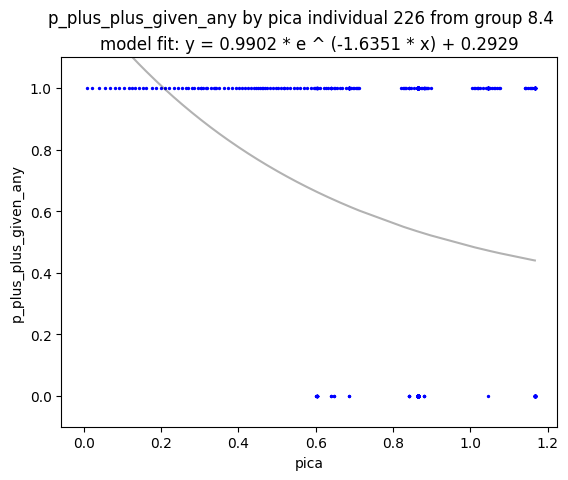 p_plus_plus_given_any by pica individual 226 from group 8.4
model fit: y = 0.9902 * e ^ (-1.6351 * x) + 0.2929
p_plus_plus_given_any
1.0
0.8
0.6
0.4
0.2
0.0
0.0 0.2 0.4 0.6 0.8 1.0 1.2
pica